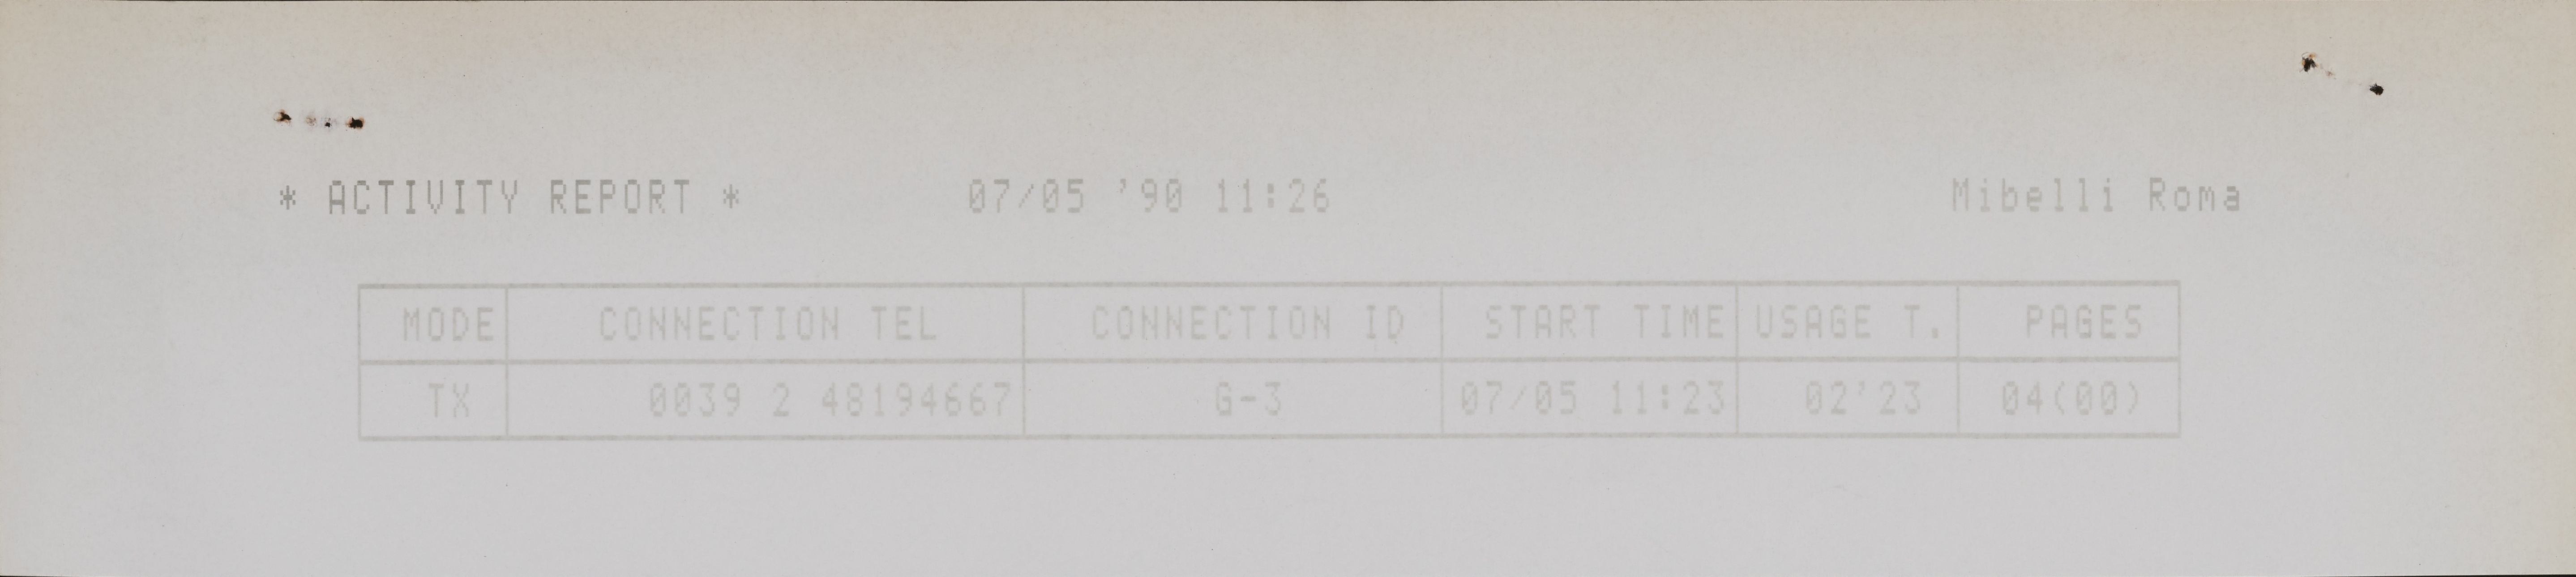 * ACTIVITY REPORT * 07/05 '90 11:26 Mibelli Roma
MODE CONNECTION TEL CONNECTION ID START TIME USAGE T. PAGES
TX 0039 2 48194667 G-3 07/05 11:23 02'23 04(00)